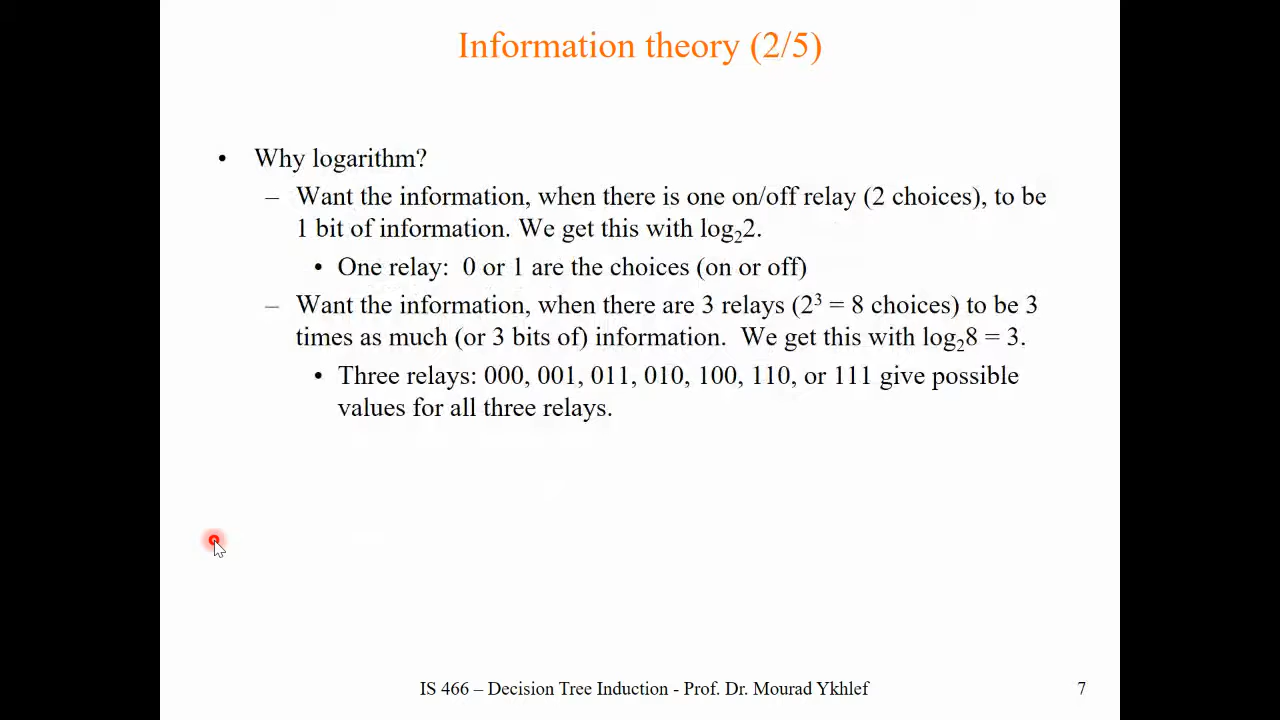 Information theory (2/5)
• Why logarithm?
– Want the information, when there is one on/off relay (2 choices), to be
1 bit of information. We get this with log₂2.
• One relay: 0 or 1 are the choices (on or off)
– Want the information, when there are 3 relays (2³ = 8 choices) to be 3
times as much (or 3 bits of) information. We get this with log₂8 = 3.
• Three relays: 000, 001, 011, 010, 100, 110, or 111 give possible
values for all three relays.
IS 466 – Decision Tree Induction - Prof. Dr. Mourad Ykhlef
7